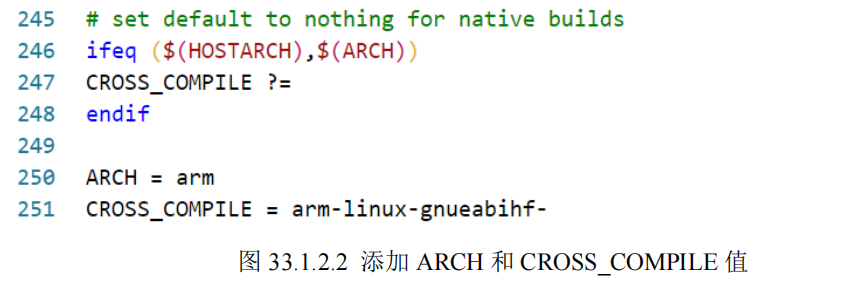 245 # set default to nothing for native builds
246 ifeq ($(HOSTARCH),$(ARCH))
247 CROSS_COMPILE ?=
248 endif
249
250 ARCH = arm
251 CROSS_COMPILE = arm-linux-gnueabihf-
图 33.1.2.2 添加 ARCH 和 CROSS_COMPILE 值